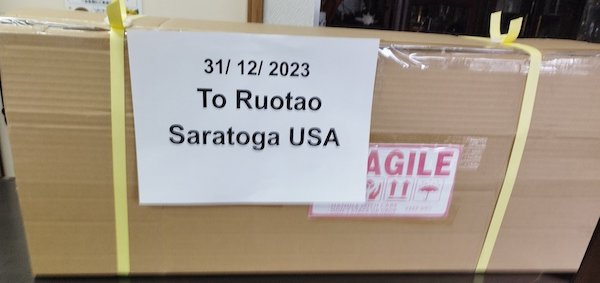 31/ 12/ 2023
To Ruotao
Saratoga USA
AGILE